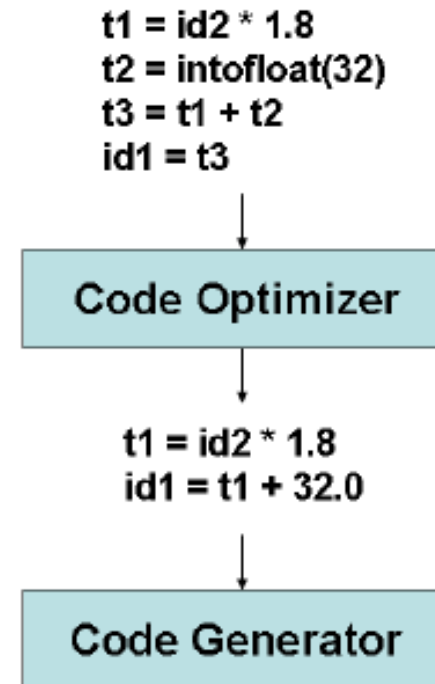 t1 = id2 * 1.8
t2 = intofloat(32)
t3 = t1 + t2
id1 = t3
Code Optimizer
t1 = id2 * 1.8
id1 = t1 + 32.0
Code Generator